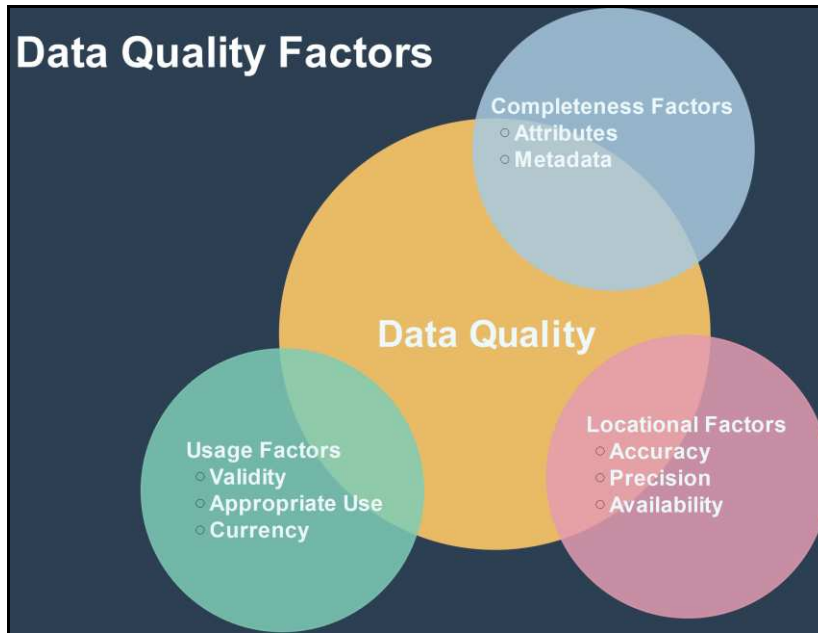 Data Quality Factors
Completeness Factors
○ Attributes
○ Metadata
Data Quality
Usage Factors
○ Validity
○ Appropriate Use
○ Currency
Locational Factors
○ Accuracy
○ Precision
○ Availability